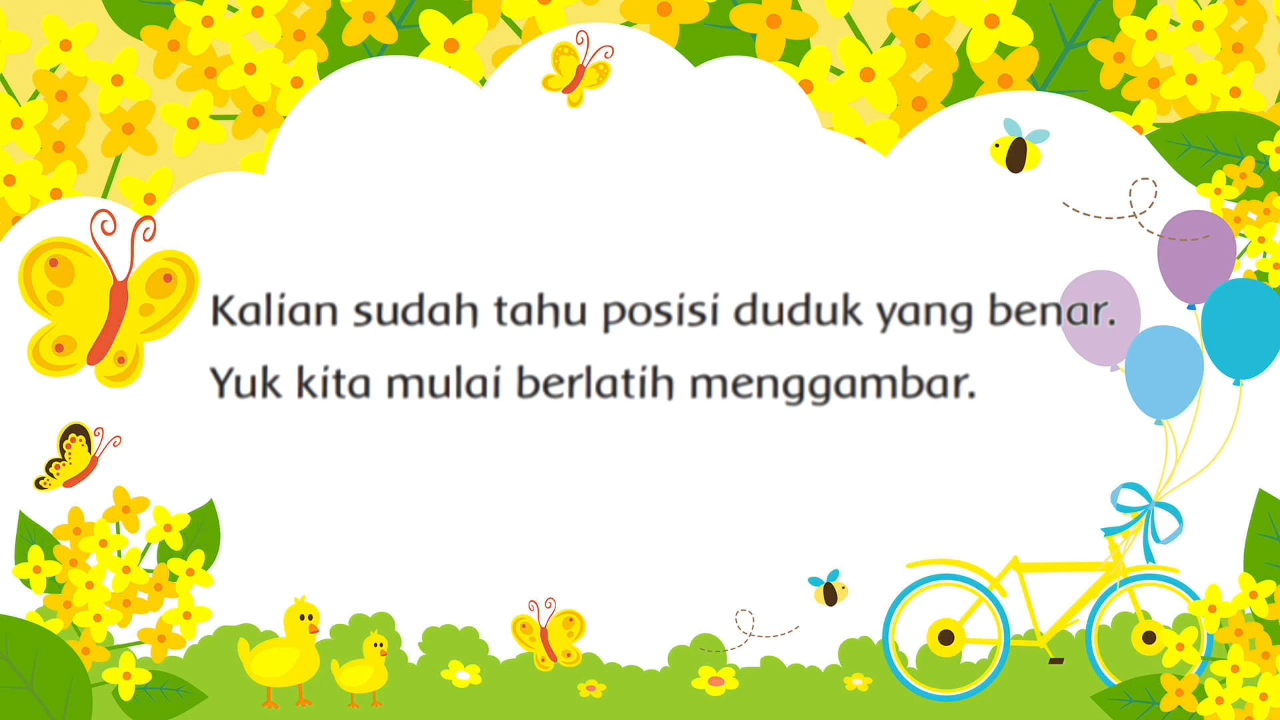 Kalian sudah tahu posisi duduk yang benar.
Yuk kita mulai berlatih menggambar.